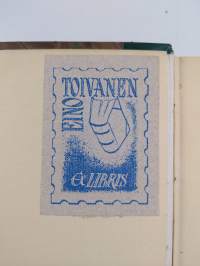 EINO
TOIVANEN
EX LIBRIS